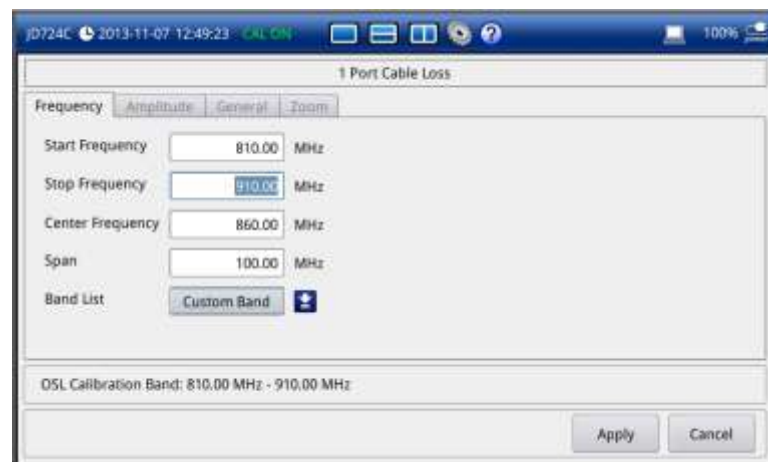 JD724C 2013-11-07 12:49:23 CAL ON 100%
1 Port Cable Loss
Frequency Amplitude General Zoom
Start Frequency 810.00 MHz
Stop Frequency 910.00 MHz
Center Frequency 860.00 MHz
Span 100.00 MHz
Band List Custom Band
OSL Calibration Band: 810.00 MHz - 910.00 MHz
Apply Cancel